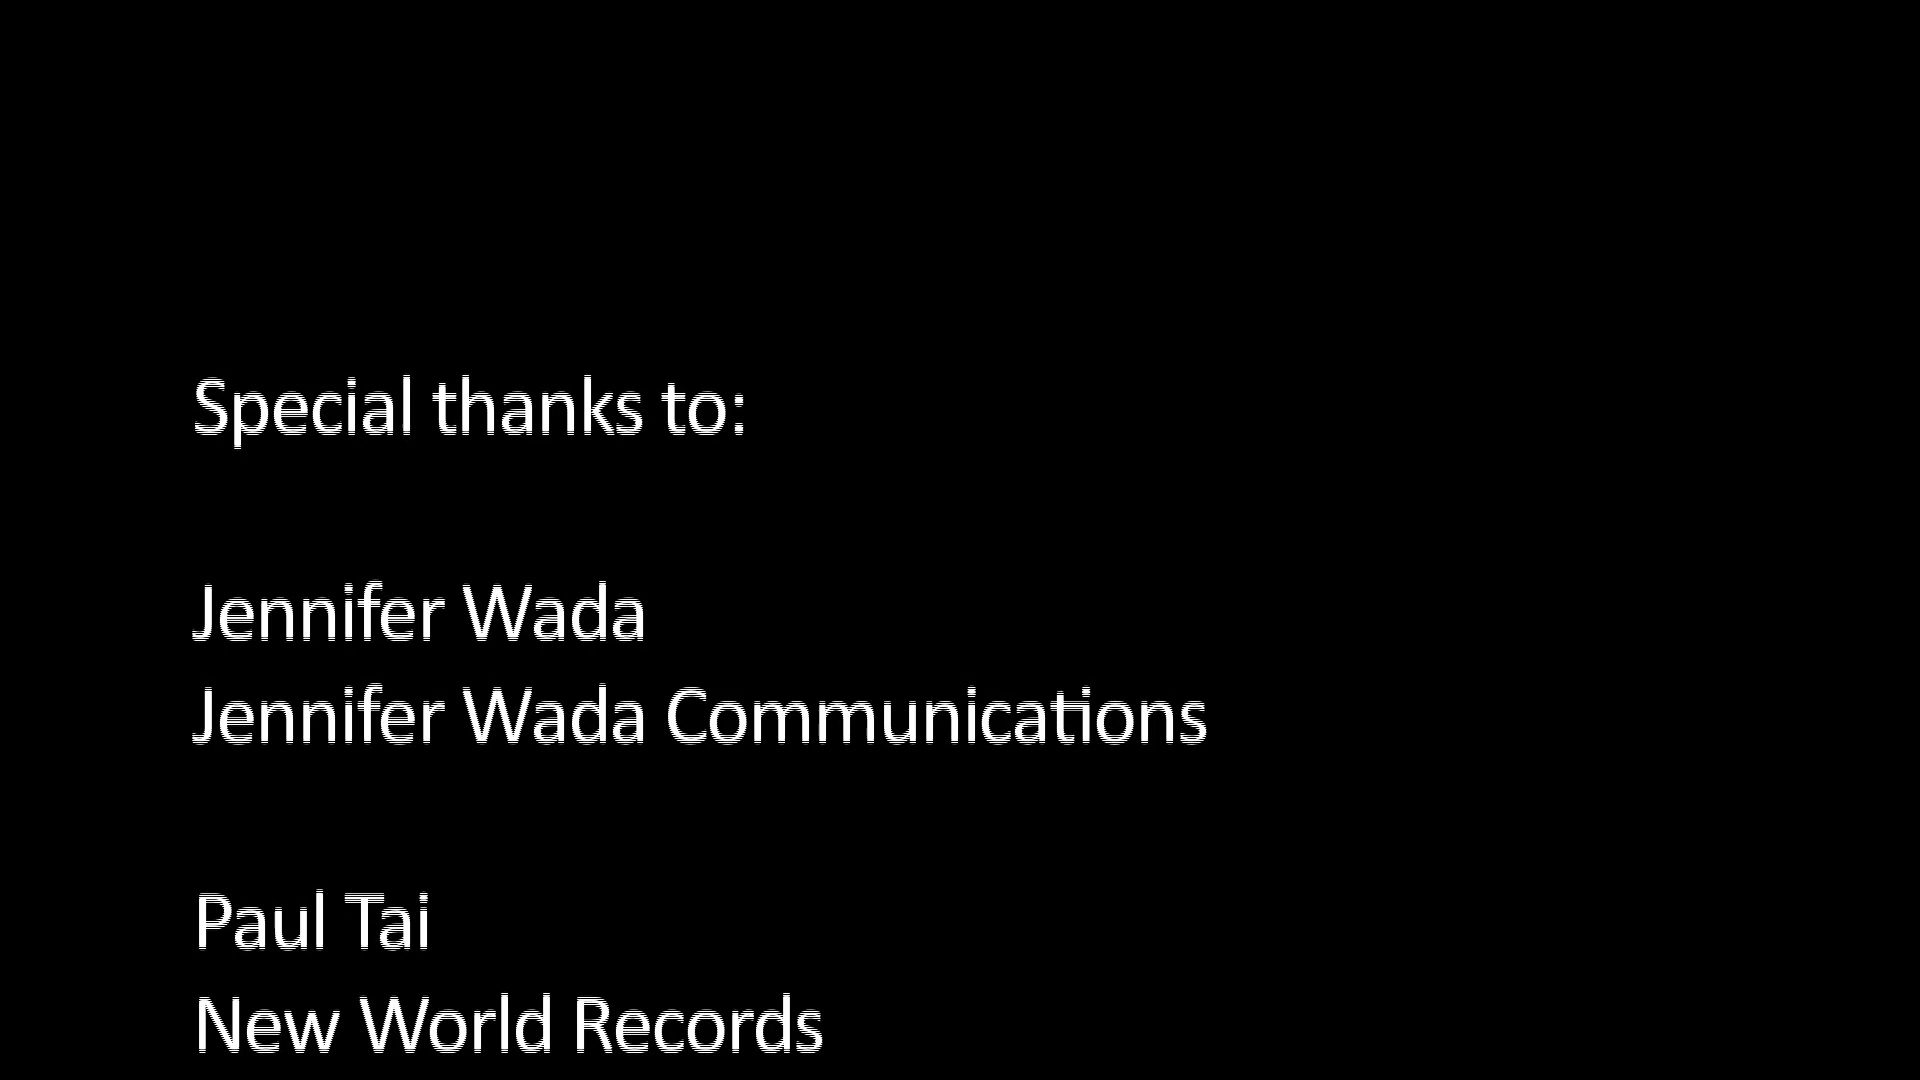 Special thanks to:
Jennifer Wada
Jennifer Wada Communications
Paul Tai
New World Records